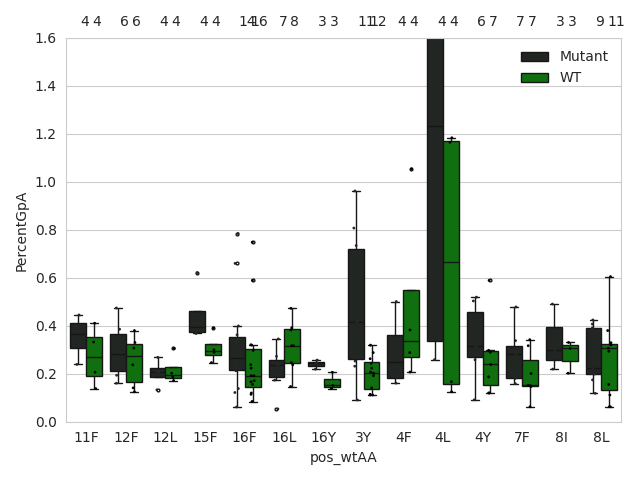 4 4 6 6 4 4 4 4 14 16 7 8 3 3 11 12 4 4 4 4 6 7 7 7 3 3 9 11
1.6
Mutant
WT
1.4
1.2
1.0
0.8
0.6
0.4
0.2
0.0
PercentGpA
11F 12F 12L 15F 16F 16L 16Y 3Y 4F 4L 4Y 7F 8I 8L
pos_wtAA